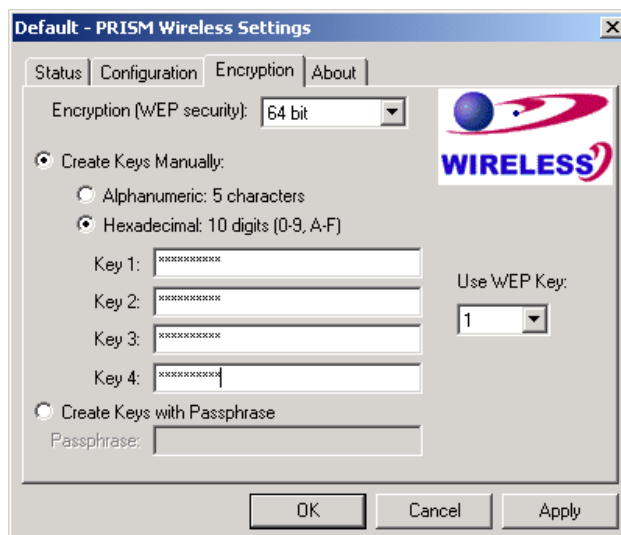 Default - PRISM Wireless Settings
Status Configuration Encryption About
Encryption (WEP security): 64 bit
WIRELESS
Create Keys Manually:
Alphanumeric: 5 characters
Hexadecimal: 10 digits (0-9, A-F)
Key 1: **********
Use WEP Key:
Key 2: **********
1
Key 3: **********
Key 4: **********
Create Keys with Passphrase
Passphrase:
OK Cancel Apply